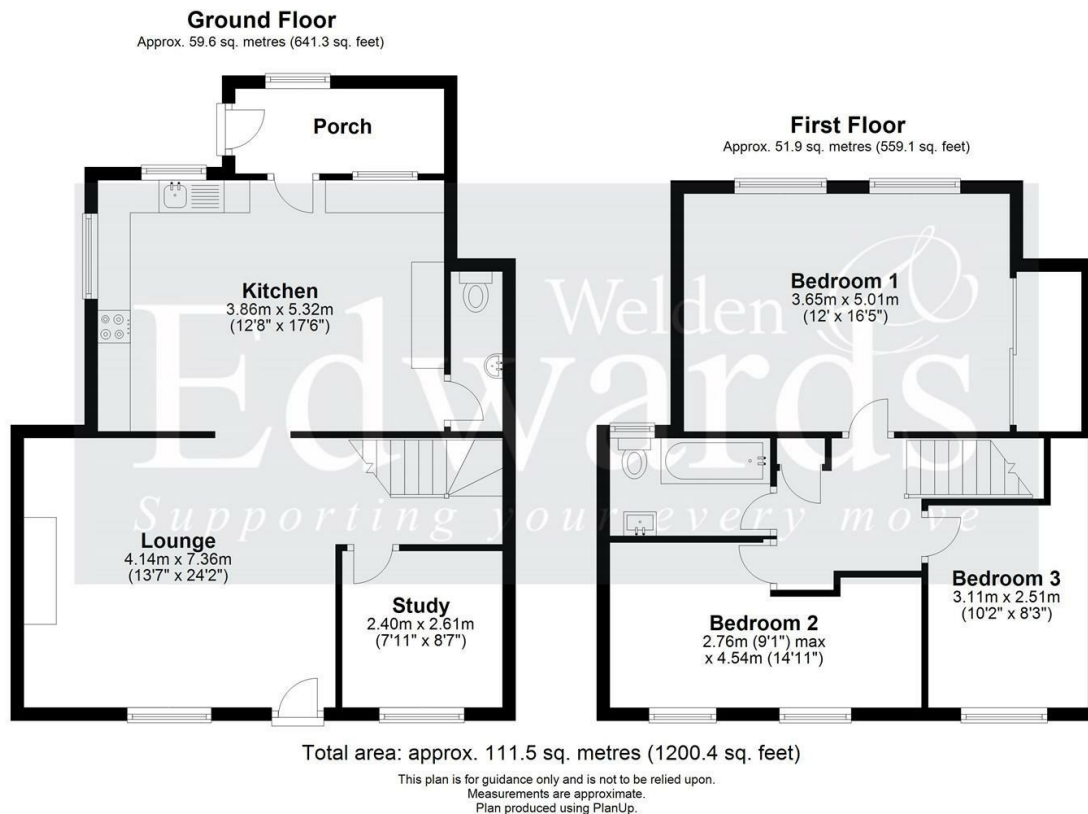 Ground Floor
Approx. 59.6 sq. metres (641.3 sq. feet)
Porch
Kitchen
3.86m x 5.32m
(12'8" x 17'6")
Lounge
4.14m x 7.36m
(13'7" x 24'2")
Study
2.40m x 2.61m
(7'11" x 8'7")
First Floor
Approx. 51.9 sq. metres (559.1 sq. feet)
Bedroom 1
3.65m x 5.01m
(12' x 16'5")
Bedroom 2
2.76m (9'1") max
x 4.54m (14'11")
Bedroom 3
3.11m x 2.51m
(10'2" x 8'3")
Welden
Edwards
Supporting your every move
Total area: approx. 111.5 sq. metres (1200.4 sq. feet)
This plan is for guidance only and is not to be relied upon.
Measurements are approximate.
Plan produced using PlanUp.